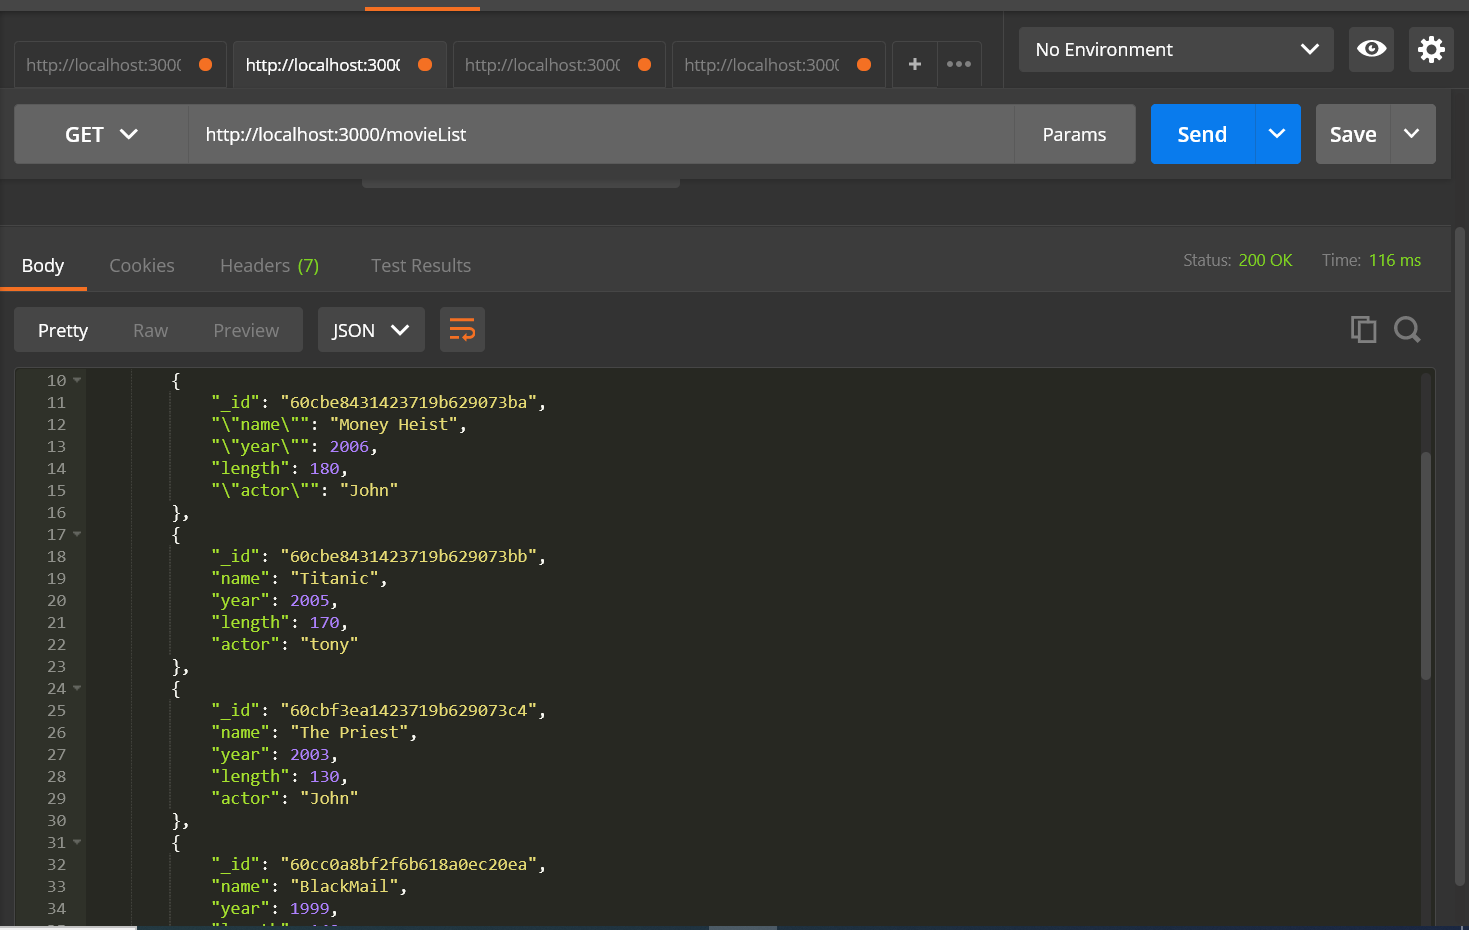 http://localhost:3000 http://localhost:3000 http://localhost:3000 http://localhost:3000 + ••• No Environment
GET http://localhost:3000/movieList Params Send Save
Body Cookies Headers (7) Test Results Status: 200 OK Time: 116 ms
Pretty Raw Preview JSON
10 {
11 "_id": "60cbe8431423719b629073ba",
12 "\"name\"": "Money Heist",
13 "\"year\"": 2006,
14 "length": 180,
15 "\"actor\"": "John"
16 },
17 {
18 "_id": "60cbe8431423719b629073bb",
19 "name": "Titanic",
20 "year": 2005,
21 "length": 170,
22 "actor": "tony"
23 },
24 {
25 "_id": "60cbf3ea1423719b629073c4",
26 "name": "The Priest",
27 "year": 2003,
28 "length": 130,
29 "actor": "John"
30 },
31 {
32 "_id": "60cc0a8bf2f6b618a0ec20ea",
33 "name": "BlackMail",
34 "year": 1999,